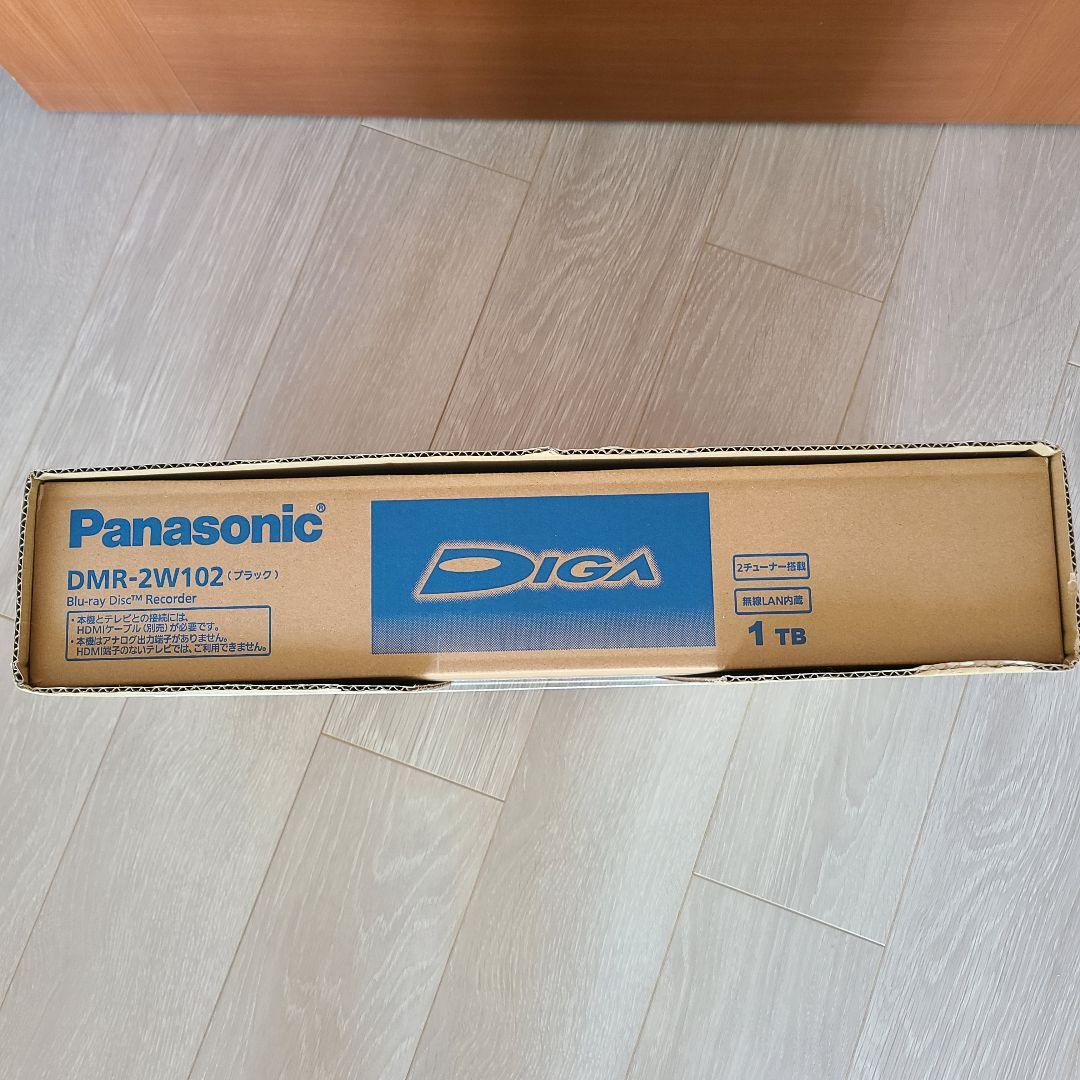 Panasonic®
DMR-2W102（ブラック）
Blu-ray Disc™ Recorder
・本機とテレビとの接続には、
HDMIケーブル（別売）が必要です。
・本機はアナログ出力端子がありません。
HDMI端子のないテレビでは、ご利用できません。
DIGA
2チューナー搭載
無線LAN内蔵
1 TB